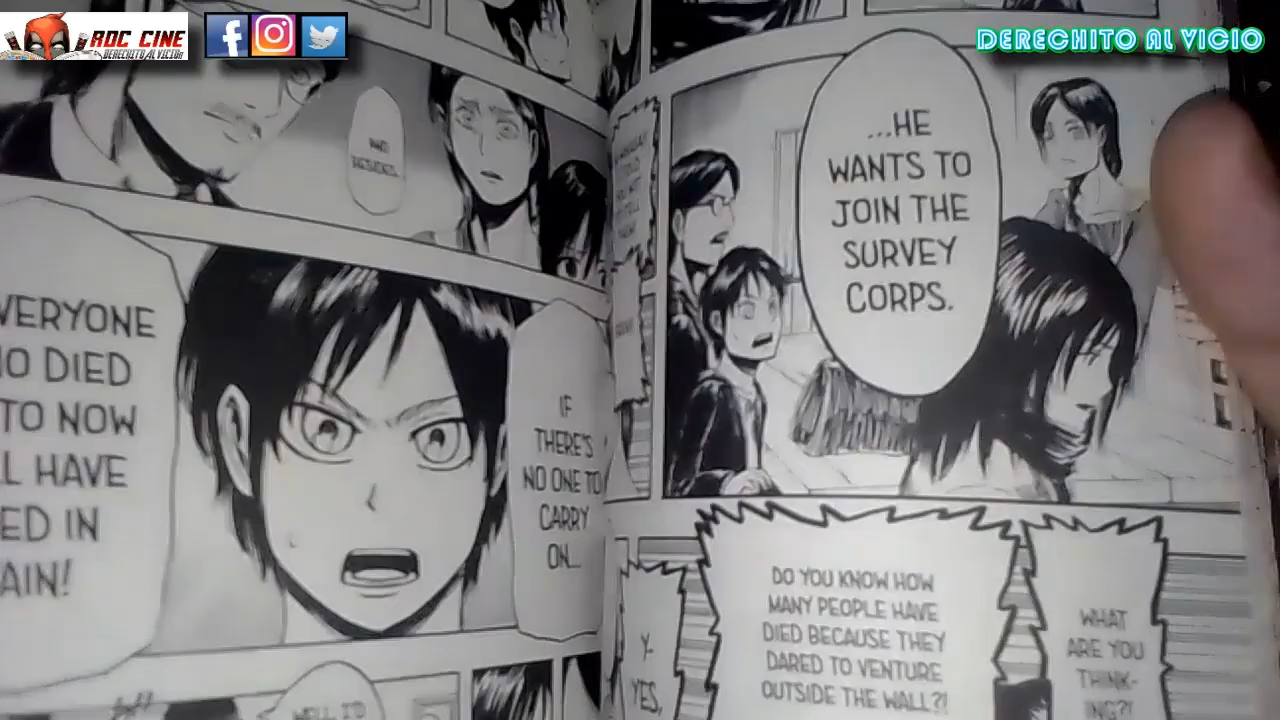 ROC CINE
DERECHITO AL VICIO
DERECHITO AL VICIO
...HE
WANTS TO
JOIN THE
SURVEY
CORPS.
WHAT
ARE YOU
THINK-
ING?!
DO YOU KNOW HOW
MANY PEOPLE HAVE
DIED BECAUSE THEY
DARED TO VENTURE
OUTSIDE THE WALL?!
Y-
YES,
IF
THERE'S
NO ONE TO
CARRY
ON...
VERYONE
O DIED
TO NOW
L HAVE
ED IN
AIN!
WELL, I'D